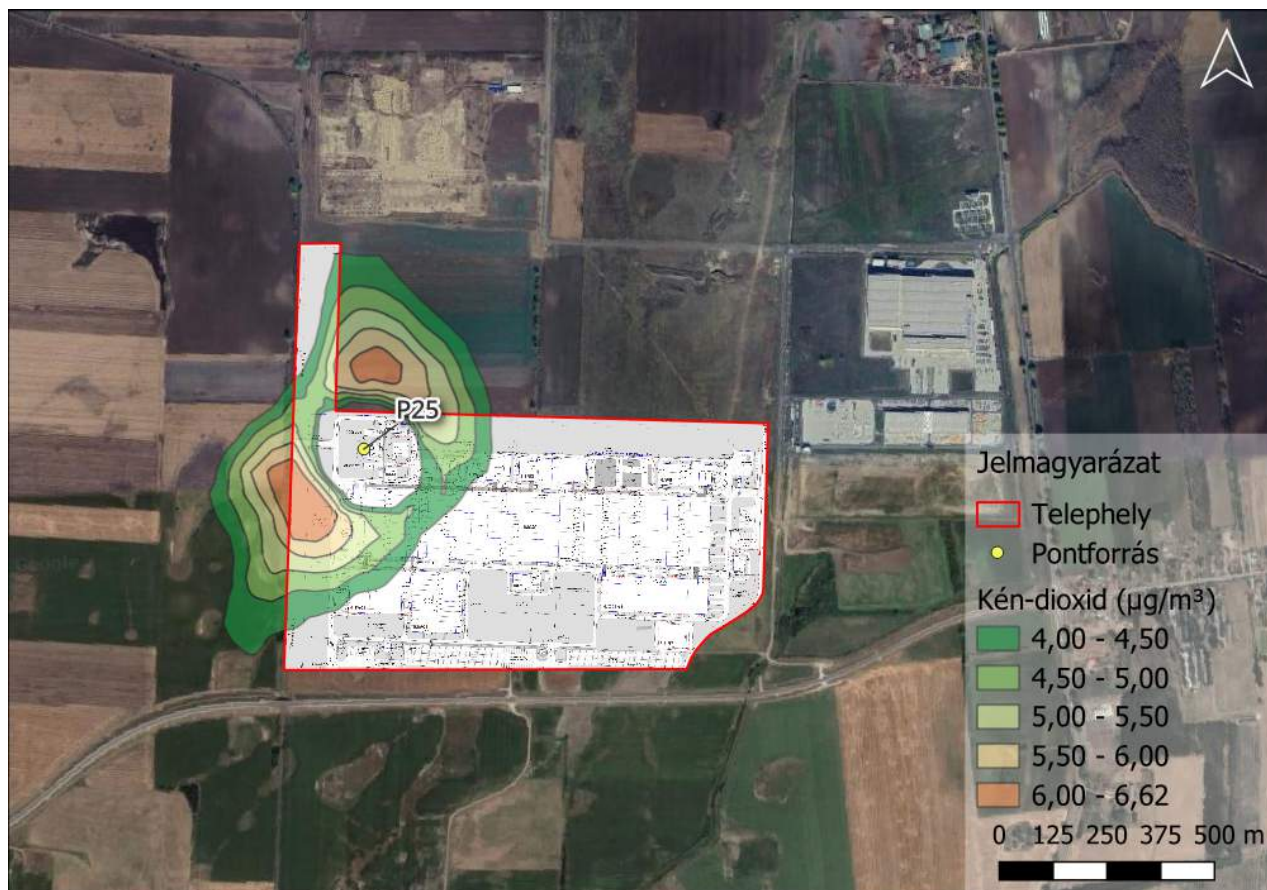 P25
Jelmagyarázat
Telephely
Pontforrás
Kén-dioxid (µg/m³)
4,00 - 4,50
4,50 - 5,00
5,00 - 5,50
5,50 - 6,00
6,00 - 6,62
0 125 250 375 500 m